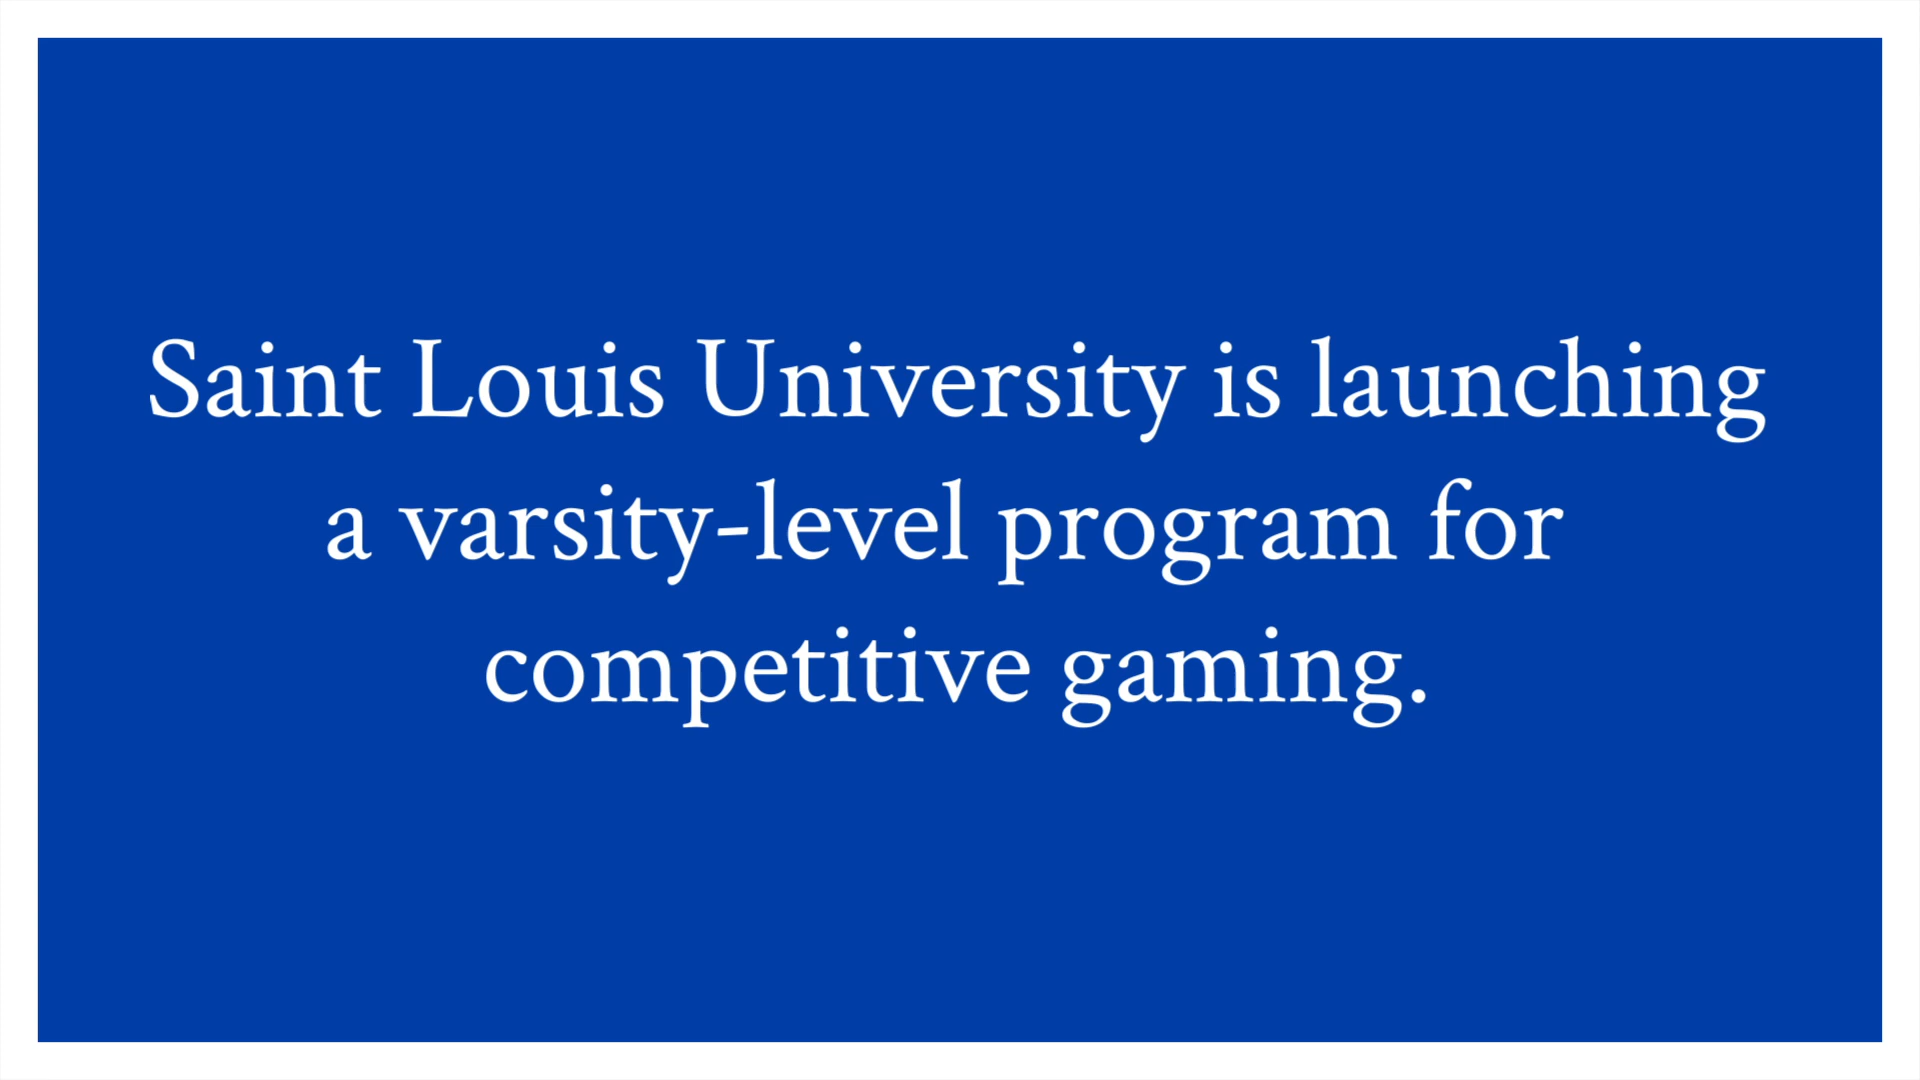 Saint Louis University is launching
a varsity-level program for
competitive gaming.